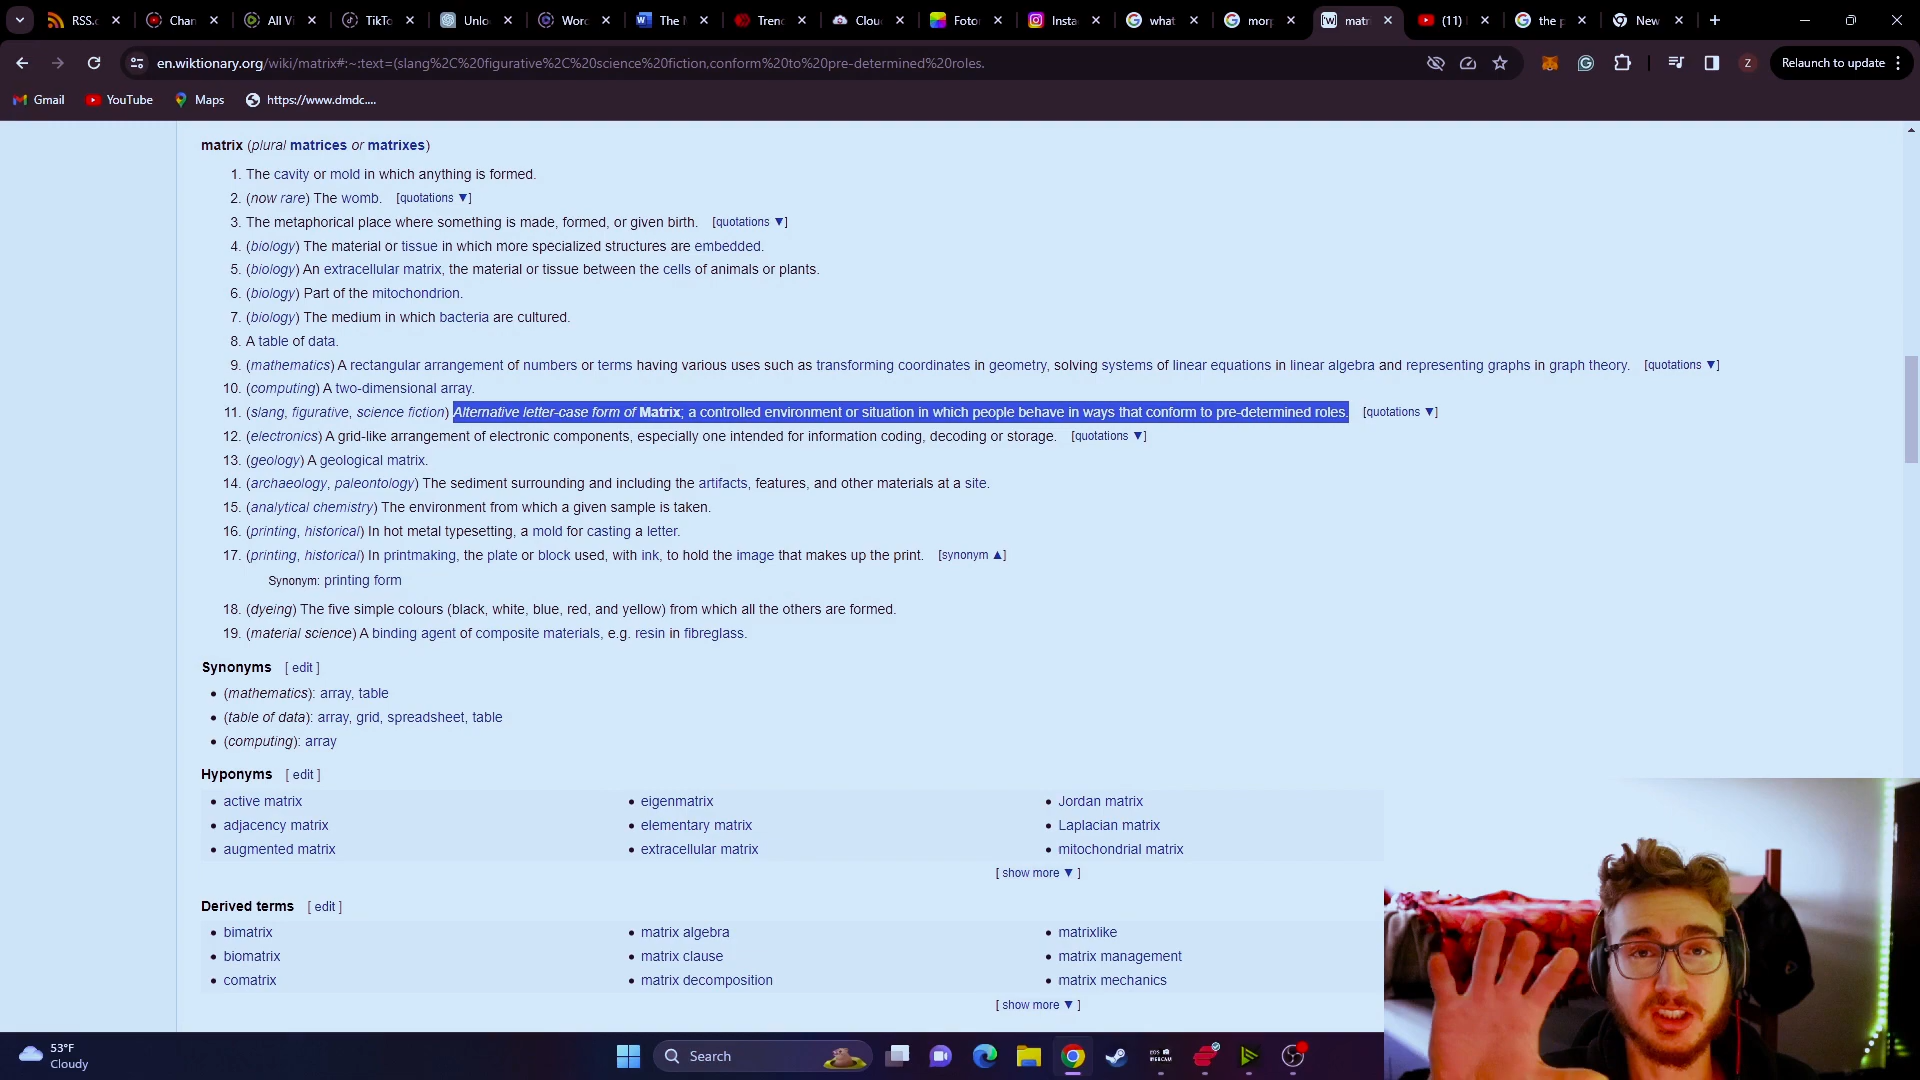 RSS.c
Chan
All Vi
TikTo
Unlo
Worc
The M
Trenc
Clou
Foto
Insta
what
morp
matr
(11)
the p
New
en.wiktionary.org/wiki/matrix#:~:text=(slang%2C%20figurative%2C%20science%20fiction,conform%20to%20pre-determined%20roles.
Z
Relaunch to update
Gmail
YouTube
Maps
https://www.dmdc....
matrix (plural matrices or matrixes)
1. The cavity or mold in which anything is formed.
2. (now rare) The womb. [quotations ▼]
3. The metaphorical place where something is made, formed, or given birth. [quotations ▼]
4. (biology) The material or tissue in which more specialized structures are embedded.
5. (biology) An extracellular matrix, the material or tissue between the cells of animals or plants.
6. (biology) Part of the mitochondrion.
7. (biology) The medium in which bacteria are cultured.
8. A table of data.
9. (mathematics) A rectangular arrangement of numbers or terms having various uses such as transforming coordinates in geometry, solving systems of linear equations in linear algebra and representing graphs in graph theory. [quotations ▼]
10. (computing) A two-dimensional array.
11. (slang, figurative, science fiction) Alternative letter-case form of Matrix; a controlled environment or situation in which people behave in ways that conform to pre-determined roles. [quotations ▼]
12. (electronics) A grid-like arrangement of electronic components, especially one intended for information coding, decoding or storage. [quotations ▼]
13. (geology) A geological matrix.
14. (archaeology, paleontology) The sediment surrounding and including the artifacts, features, and other materials at a site.
15. (analytical chemistry) The environment from which a given sample is taken.
16. (printing, historical) In hot metal typesetting, a mold for casting a letter.
17. (printing, historical) In printmaking, the plate or block used, with ink, to hold the image that makes up the print. [synonym ▲]
Synonym: printing form
18. (dyeing) The five simple colours (black, white, blue, red, and yellow) from which all the others are formed.
19. (material science) A binding agent of composite materials, e.g. resin in fibreglass.
Synonyms [ edit ]
• (mathematics): array, table
• (table of data): array, grid, spreadsheet, table
• (computing): array
Hyponyms [ edit ]
• active matrix
• adjacency matrix
• augmented matrix
• eigenmatrix
• elementary matrix
• extracellular matrix
• Jordan matrix
• Laplacian matrix
• mitochondrial matrix
[ show more ▼ ]
Derived terms [ edit ]
• bimatrix
• biomatrix
• comatrix
• matrix algebra
• matrix clause
• matrix decomposition
• matrixlike
• matrix management
• matrix mechanics
[ show more ▼ ]
53°F
Cloudy
Search